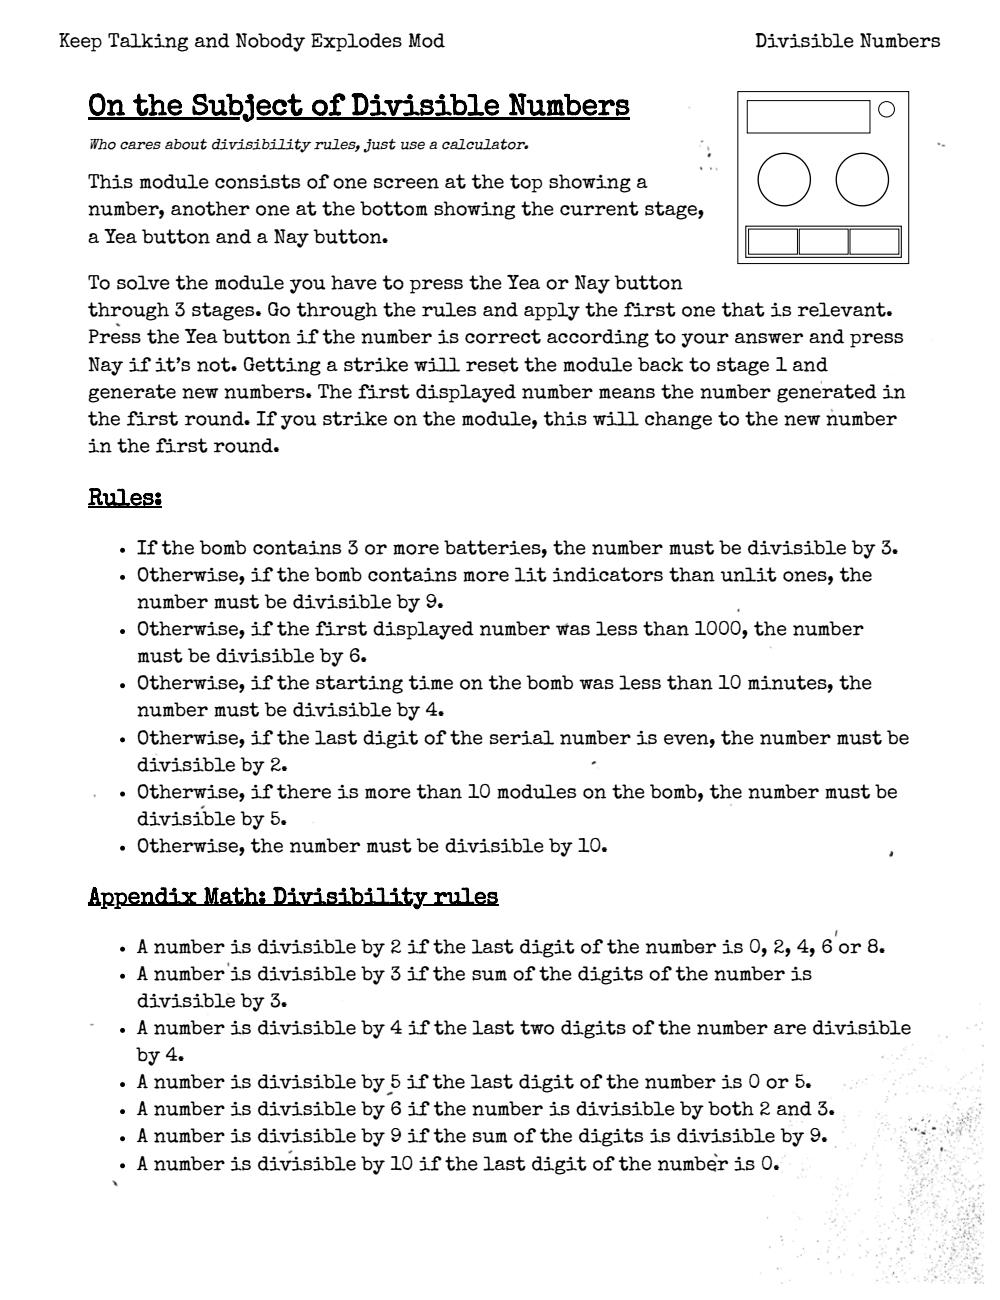 Keep Talking and Nobody Explodes Mod
Divisible Numbers
On the Subject of Divisible Numbers
Who cares about divisibility rules, just use a calculator.
This module consists of one screen at the top showing a
number, another one at the bottom showing the current stage,
a Yea button and a Nay button.
To solve the module you have to press the Yea or Nay button
through 3 stages. Go through the rules and apply the first one that is relevant.
Press the Yea button if the number is correct according to your answer and press
Nay if it's not. Getting a strike will reset the module back to stage 1 and
generate new numbers. The first displayed number means the number generated in
the first round. If you strike on the module, this will change to the new number
in the first round.
Rules:
• If the bomb contains 3 or more batteries, the number must be divisible by 3.
• Otherwise, if the bomb contains more lit indicators than unlit ones, the
number must be divisible by 9.
• Otherwise, if the first displayed number was less than 1000, the number
must be divisible by 6.
• Otherwise, if the starting time on the bomb was less than 10 minutes, the
number must be divisible by 4.
• Otherwise, if the last digit of the serial number is even, the number must be
divisible by 2.
• Otherwise, if there is more than 10 modules on the bomb, the number must be
divisible by 5.
• Otherwise, the number must be divisible by 10.
Appendix Math: Divisibility rules
• A number is divisible by 2 if the last digit of the number is 0, 2, 4, 6 or 8.
• A number is divisible by 3 if the sum of the digits of the number is
divisible by 3.
• A number is divisible by 4 if the last two digits of the number are divisible
by 4.
• A number is divisible by 5 if the last digit of the number is 0 or 5.
• A number is divisible by 6 if the number is divisible by both 2 and 3.
• A number is divisible by 9 if the sum of the digits is divisible by 9.
• A number is divisible by 10 if the last digit of the number is 0.